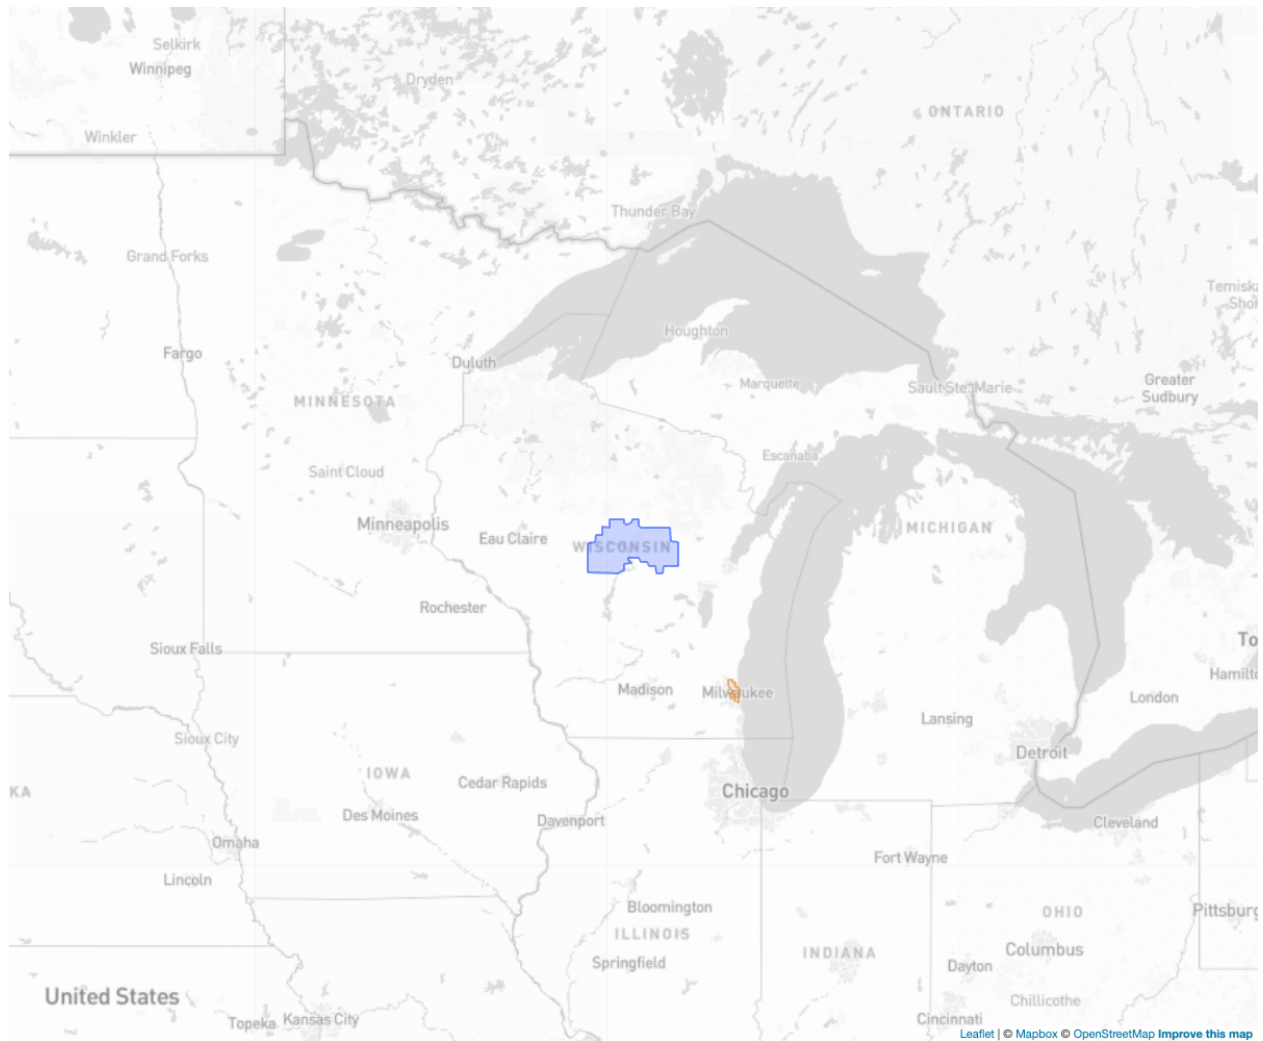 Selkirk
Winnipeg
Dryden
ONTARIO
Winkler
Thunder Bay
Grand Forks
Temiska
Shor
Houghton
Fargo
Duluth
Marquette
Sault Ste. Marie
Greater
Sudbury
MINNESOTA
Escanaba
Saint Cloud
Minneapolis
MICHIGAN
Eau Claire
WISCONSIN
Rochester
To
Sioux Falls
Hamilto
Madison
Milwaukee
London
Lansing
Sioux City
Detroit
IOWA
KA
Cedar Rapids
Chicago
Des Moines
Davenport
Cleveland
Omaha
Fort Wayne
Lincoln
Bloomington
OHIO
Pittsburg
ILLINOIS
INDIANA
Columbus
Springfield
Dayton
United States
Chillicothe
Topeka
Kansas City
Cincinnati
Leaflet | © Mapbox © OpenStreetMap Improve this map